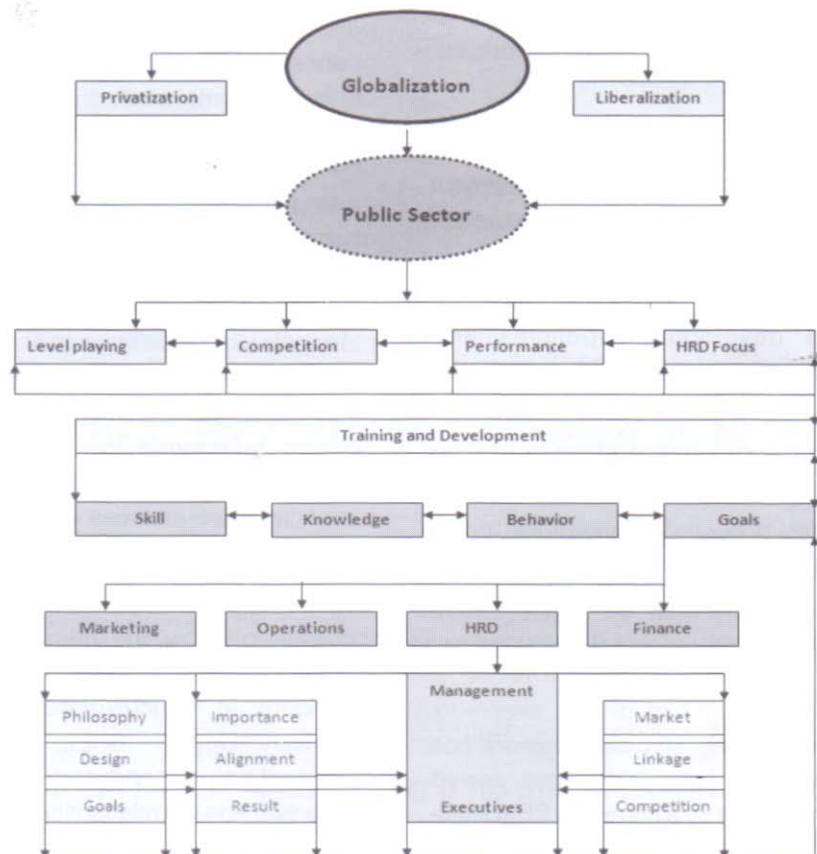 Globalization
Privatization
Liberalization
Public Sector
Level playing
Competition
Performance
HRD Focus
Training and Development
Skill
Knowledge
Behavior
Goals
Marketing
Operations
HRD
Finance
Management
Philosophy
Importance
Market
Design
Alignment
Linkage
Goals
Result
Executives
Competition